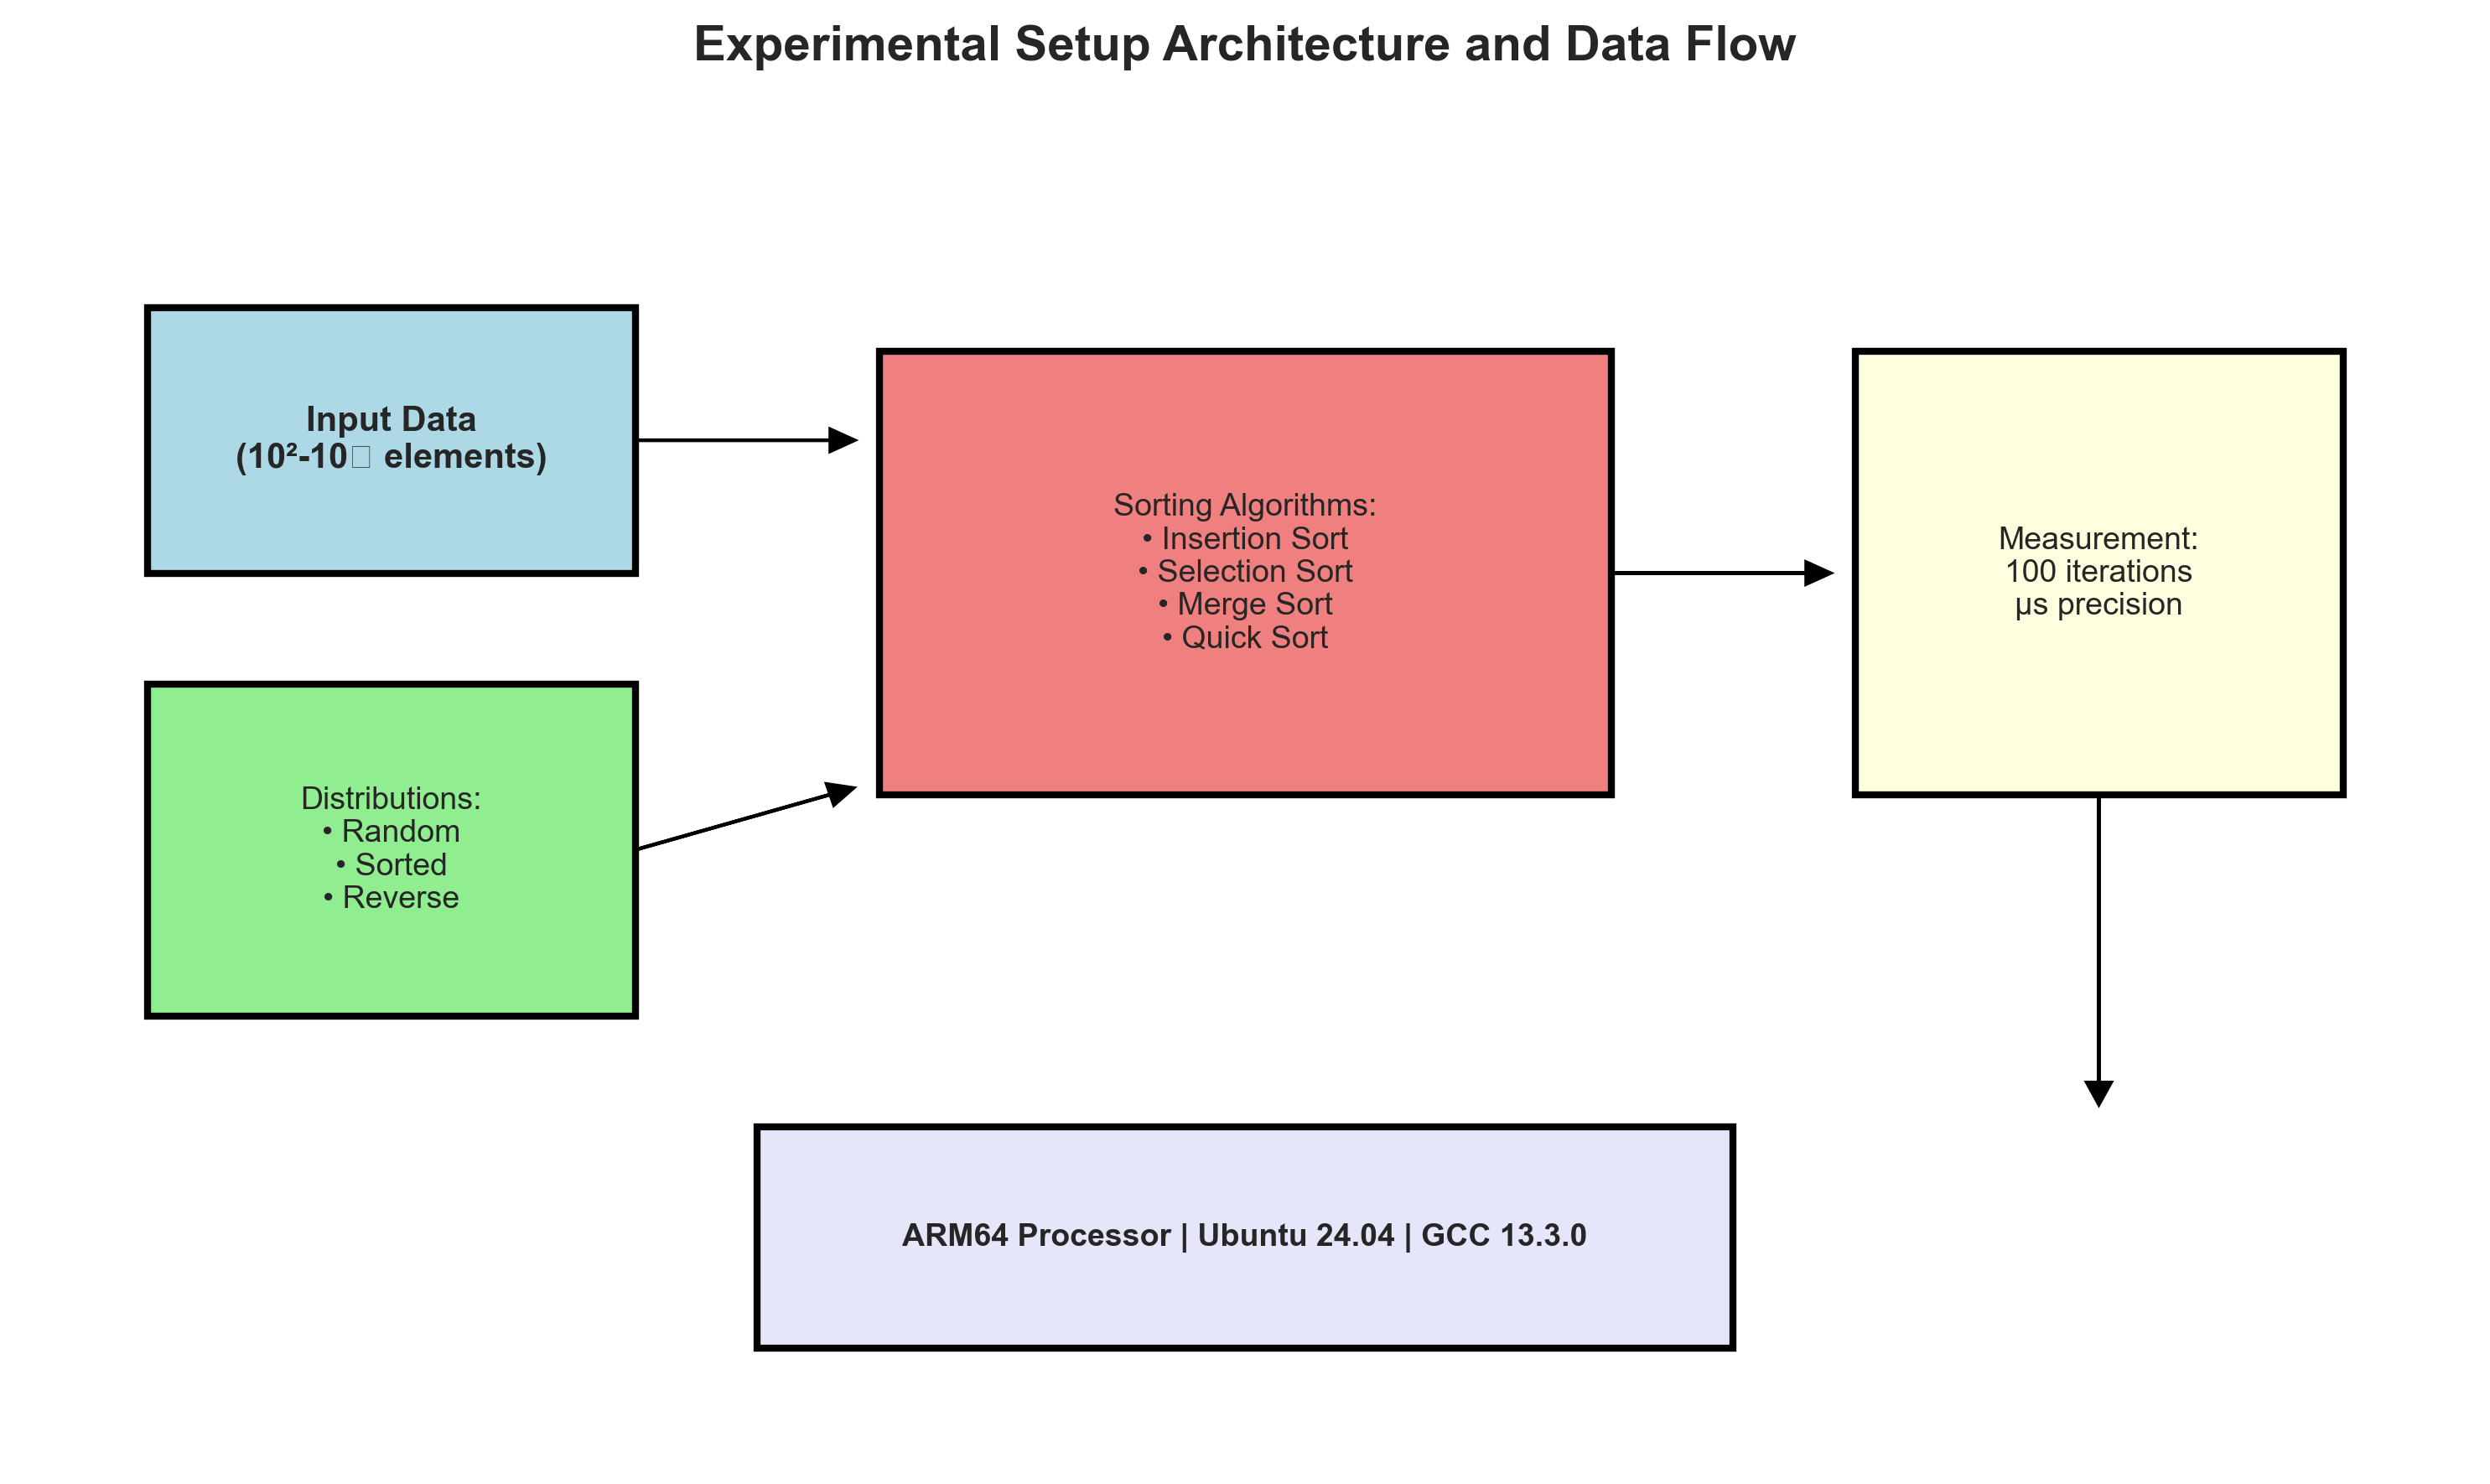 Experimental Setup Architecture and Data Flow
Input Data
(10²-10□ elements)
Sorting Algorithms:
• Insertion Sort
• Selection Sort
• Merge Sort
• Quick Sort
Measurement:
100 iterations
µs precision
Distributions:
• Random
• Sorted
• Reverse
ARM64 Processor | Ubuntu 24.04 | GCC 13.3.0